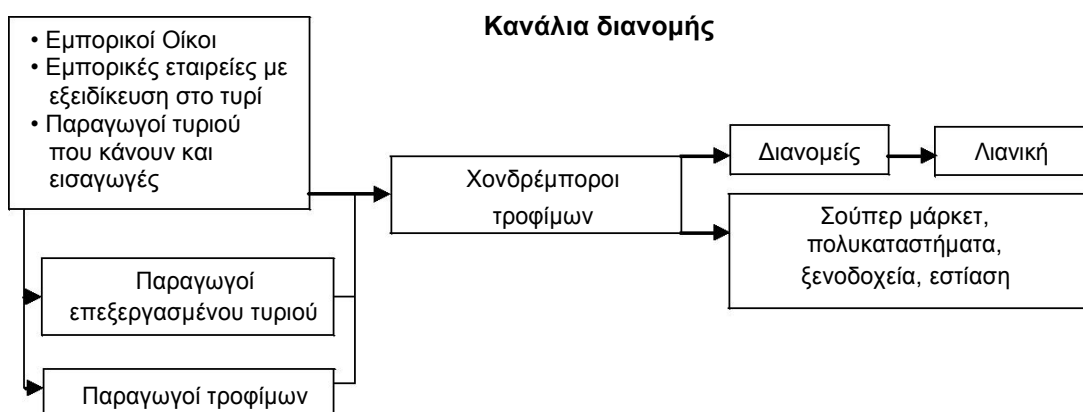 Κανάλια διανομής
• Εμπορικοί Οίκοι
• Εμπορικές εταιρείες με
εξειδίκευση στο τυρί
• Παραγωγοί τυριού
που κάνουν και
εισαγωγές
Χονδρέμποροι
τροφίμων
Διανομείς
Λιανική
Σούπερ μάρκετ,
πολυκαταστήματα,
ξενοδοχεία, εστίαση
Παραγωγοί
επεξεργασμένου τυριού
Παραγωγοί τροφίμων